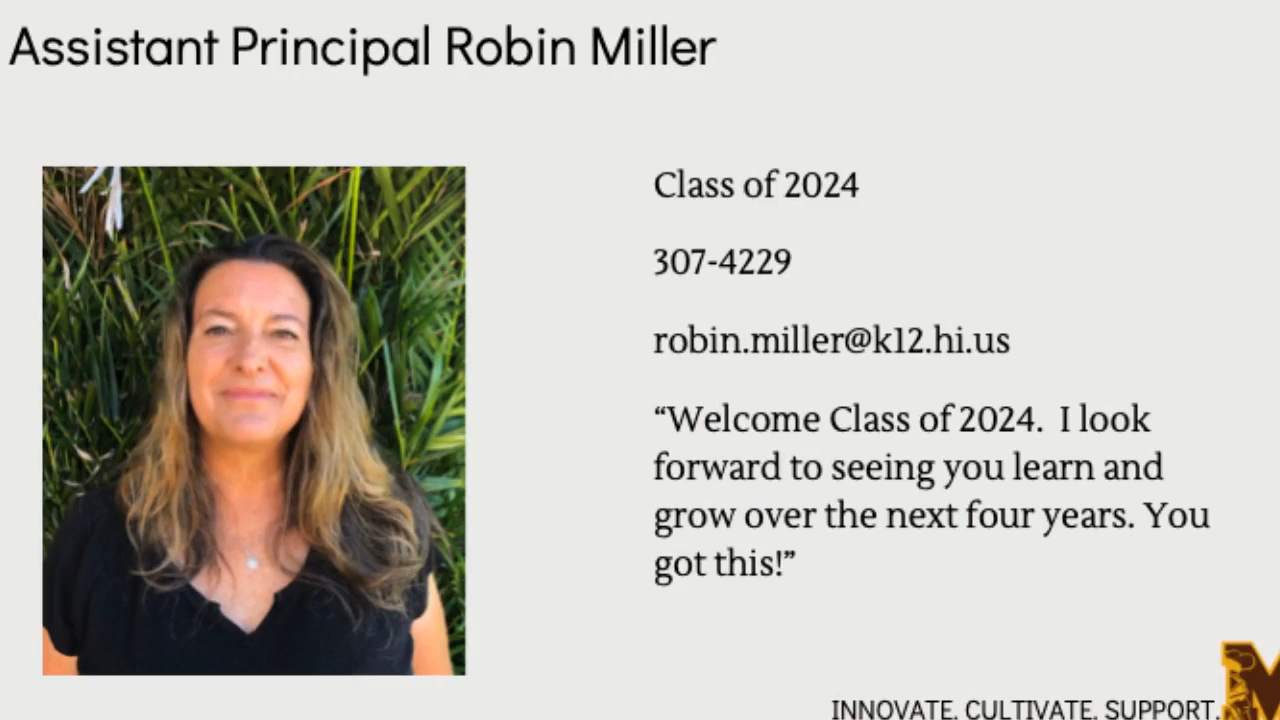 Assistant Principal Robin Miller
Class of 2024
307-4229
robin.miller@k12.hi.us
“Welcome Class of 2024.  I look
forward to seeing you learn and
grow over the next four years. You
got this!”
INNOVATE. CULTIVATE. SUPPORT.
M